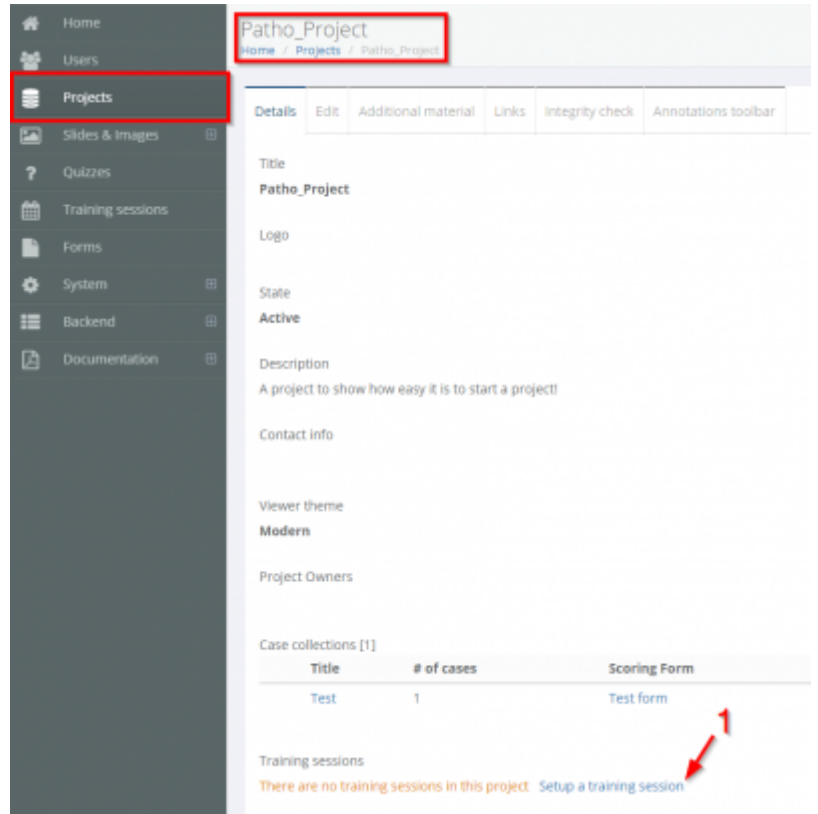 Home
Users
Projects
Slides & Images
Quizzes
Training sessions
Forms
System
Backend
Documentation
Patho_Project
Home / Projects / Patho_Project
Details Edit Additional material Links Integrity check Annotations toolbar
Title
Patho_Project
Logo
State
Active
Description
A project to show how easy it is to start a project!
Contact info
Viewer theme
Modern
Project Owners
Case collections [1]
Title # of cases Scoring Form
Test 1 Test form
1
Training sessions
There are no training sessions in this project Setup a training session